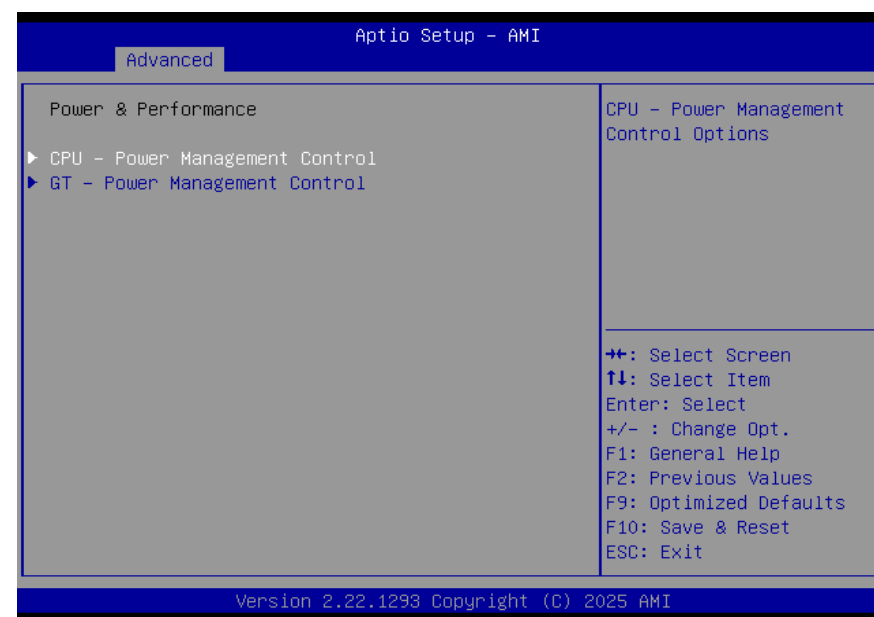 Aptio Setup – AMI
Advanced
Power & Performance
CPU – Power Management Control
GT – Power Management Control
CPU – Power Management
Control Options
→←: Select Screen
↑↓: Select Item
Enter: Select
+/- : Change Opt.
F1: General Help
F2: Previous Values
F9: Optimized Defaults
F10: Save & Reset
ESC: Exit
Version 2.22.1293 Copyright (C) 2025 AMI